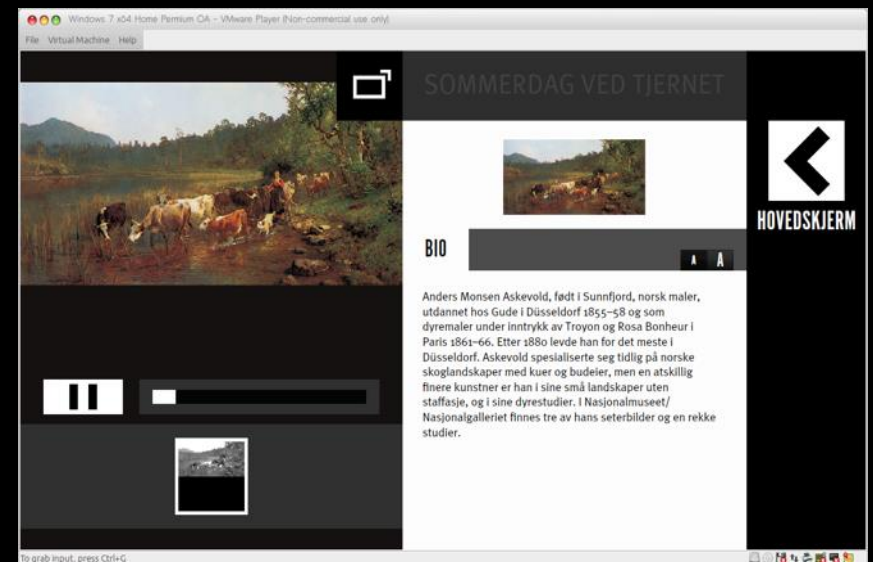 Windows 7 x64 Home Permium OA - VMware Player (Non-commercial use only)
File Virtual Machine Help
SOMMERDAG VED TJERNET
HOVEDSKJERM
BIO
A A
Anders Monsen Askevold, født i Sunnfjord, norsk maler,
utdannet hos Gude i Düsseldorf 1855–58 og som
dyremaler under inntrykk av Troyon og Rosa Bonheur i
Paris 1861–66. Etter 1880 levde han for det meste i
Düsseldorf. Askevold spesialiserte seg tidlig på norske
skoglandskaper med kuer og budeier, men en atskillig
finere kunstner er han i sine små landskaper uten
staffasje, og i sine dyrestudier. I Nasjonalmuseet/
Nasjonalgalleriet finnes tre av hans seterbilder og en rekke
studier.
To grab input, press Ctrl+G